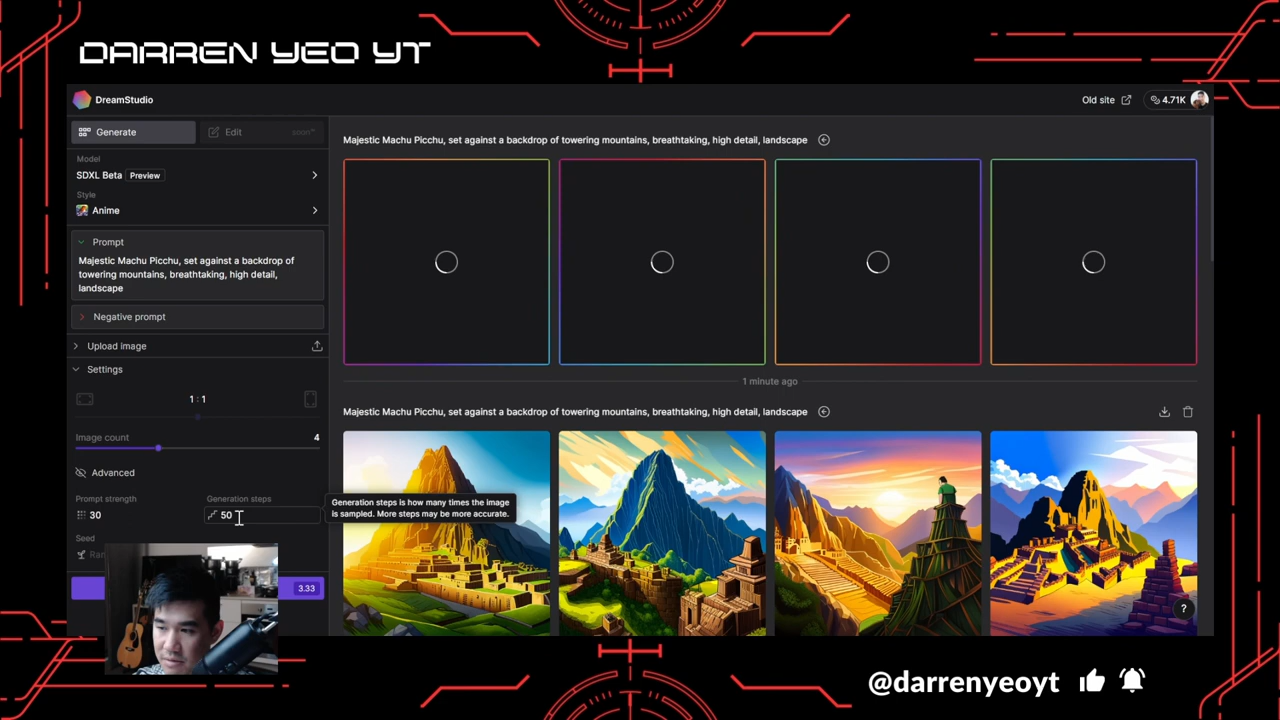 DARREN YEO YT
DreamStudio
Old site
4.71K
Generate
Edit
soon™
Model
SDXL Beta
Preview
Style
Anime
Prompt
Majestic Machu Picchu, set against a backdrop of
towering mountains, breathtaking, high detail,
landscape
Negative prompt
Upload image
Settings
1 : 1
Image count
4
Advanced
Prompt strength
Generation steps
30
50
Seed
Ran
3.33
Majestic Machu Picchu, set against a backdrop of towering mountains, breathtaking, high detail, landscape
1 minute ago
Majestic Machu Picchu, set against a backdrop of towering mountains, breathtaking, high detail, landscape
Generation steps is how many times the image
is sampled. More steps may be more accurate.
?
@darrenyeoyt